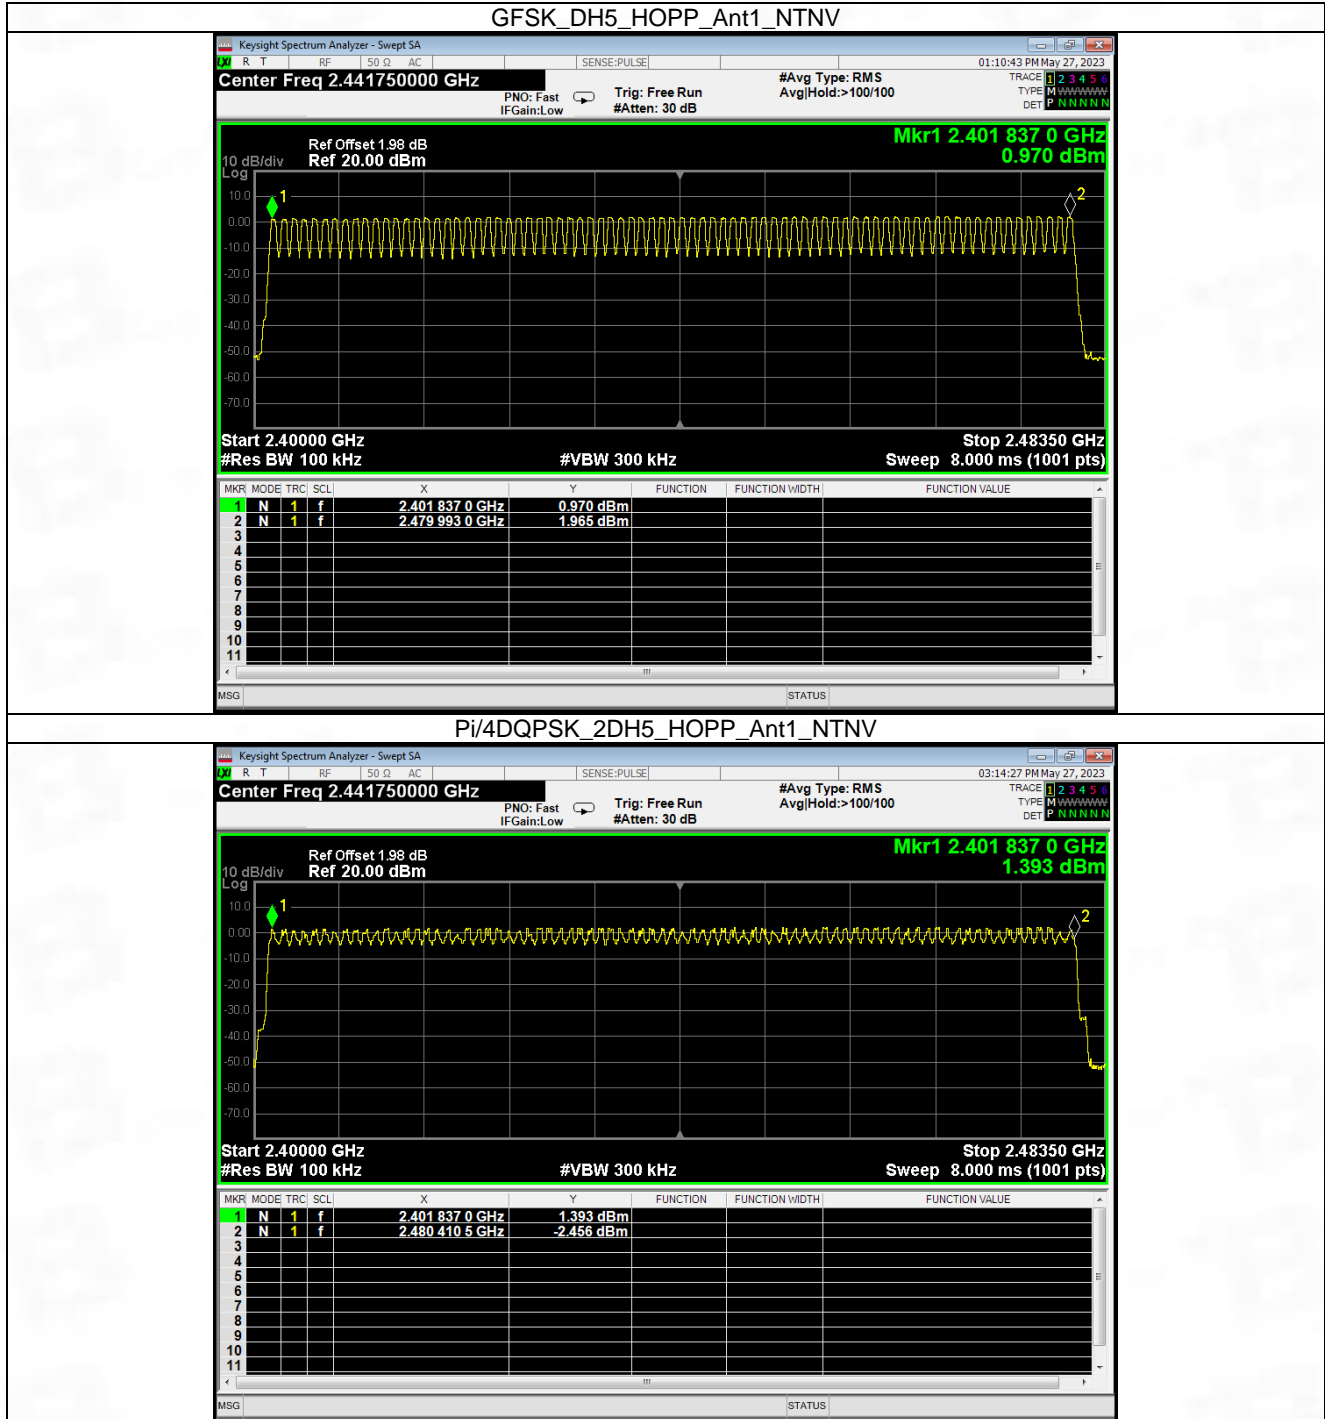 GFSK_DH5_HOPP_Ant1_NTNV
Keysight Spectrum Analyzer - Swept SA
LXI R T RF 50 Ω AC SENSE:PULSE 01:10:43 PM May 27, 2023
Center Freq 2.441750000 GHz #Avg Type: RMS TRACE 1 2 3 4 5 6
PNO: Fast Trig: Free Run Avg|Hold:>100/100 TYPE M WWWWW
IFGain:Low #Atten: 30 dB DET P N N N N N
Mkr1 2.401 837 0 GHz
Ref Offset 1.98 dB
10 dB/div Ref 20.00 dBm 0.970 dBm
Log
10.0 1 2
0.00
-10.0
-20.0
-30.0
-40.0
-50.0
-60.0
-70.0
Start 2.40000 GHz Stop 2.48350 GHz
#Res BW 100 kHz #VBW 300 kHz Sweep 8.000 ms (1001 pts)
MKR MODE TRC SCL X Y FUNCTION FUNCTION WIDTH FUNCTION VALUE
1 N 1 f 2.401 837 0 GHz 0.970 dBm
2 N 1 f 2.479 993 0 GHz 1.965 dBm
3
4
5
6
7
8
9
10
11
MSG STATUS
Pi/4DQPSK_2DH5_HOPP_Ant1_NTNV
Keysight Spectrum Analyzer - Swept SA
LXI R T RF 50 Ω AC SENSE:PULSE 03:14:27 PM May 27, 2023
Center Freq 2.441750000 GHz #Avg Type: RMS TRACE 1 2 3 4 5 6
PNO: Fast Trig: Free Run Avg|Hold:>100/100 TYPE M WWWWW
IFGain:Low #Atten: 30 dB DET P N N N N N
Mkr1 2.401 837 0 GHz
Ref Offset 1.98 dB
10 dB/div Ref 20.00 dBm 1.393 dBm
Log
10.0 1 2
0.00
-10.0
-20.0
-30.0
-40.0
-50.0
-60.0
-70.0
Start 2.40000 GHz Stop 2.48350 GHz
#Res BW 100 kHz #VBW 300 kHz Sweep 8.000 ms (1001 pts)
MKR MODE TRC SCL X Y FUNCTION FUNCTION WIDTH FUNCTION VALUE
1 N 1 f 2.401 837 0 GHz 1.393 dBm
2 N 1 f 2.480 410 5 GHz -2.456 dBm
3
4
5
6
7
8
9
10
11
MSG STATUS